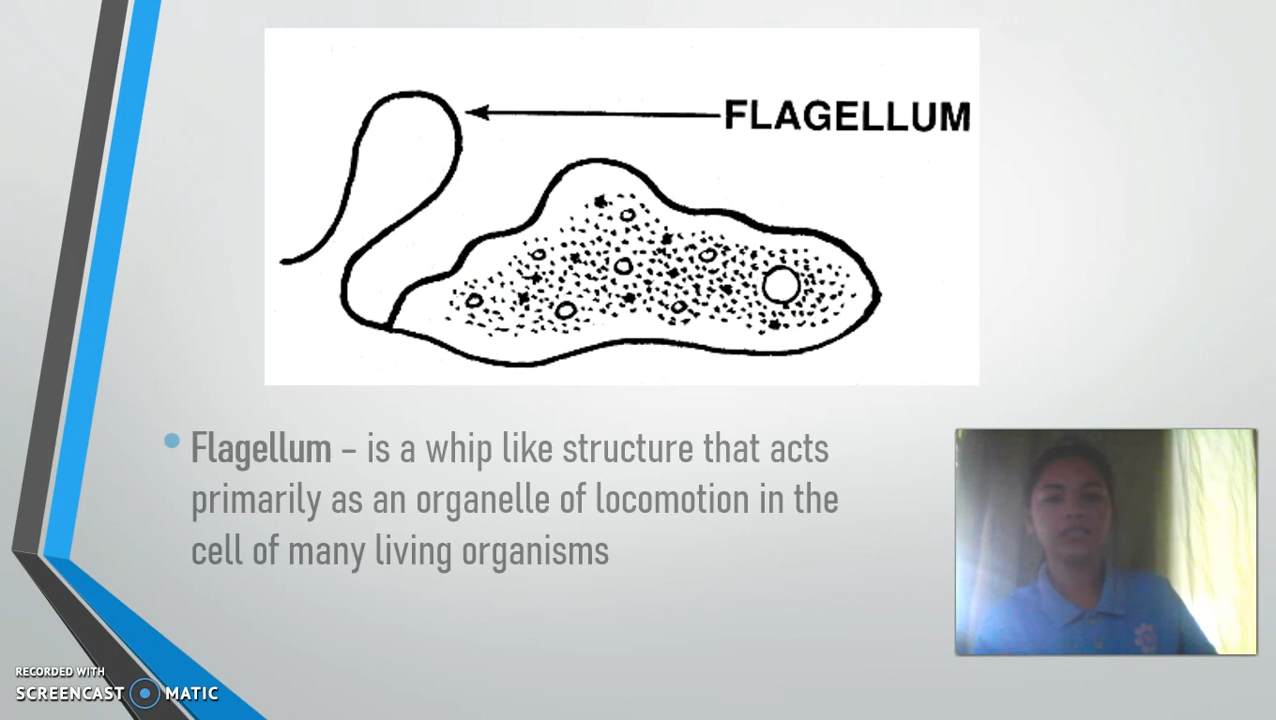 FLAGELLUM
Flagellum – is a whip like structure that acts
primarily as an organelle of locomotion in the
cell of many living organisms
RECORDED WITH
SCREENCAST MATIC